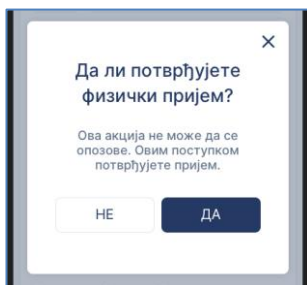 Да ли потврђујете
физички пријем?
Ова акција не може да се
опозове. Овим поступком
потврђујете пријем.
НЕ
ДА